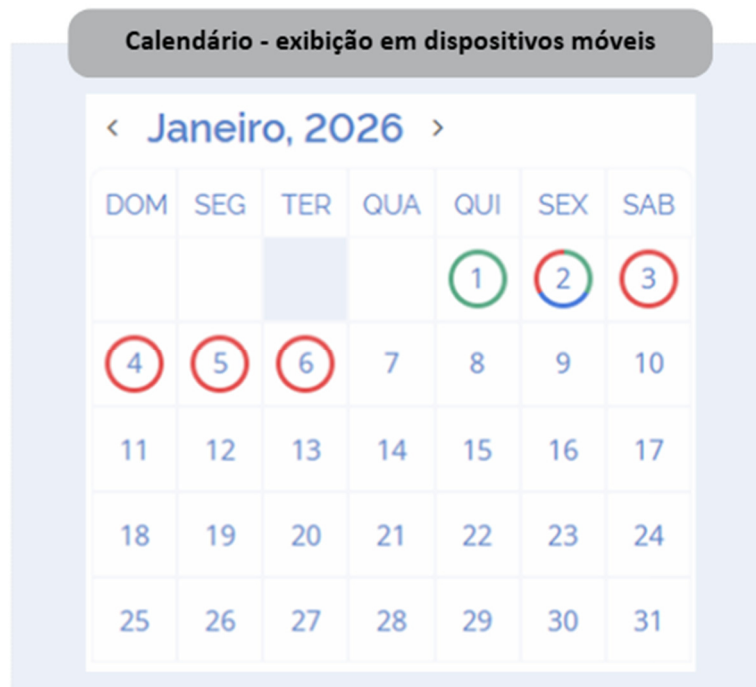 Calendário - exibição em dispositivos móveis
< Janeiro, 2026 >
DOM SEG TER QUA QUI SEX SAB
1 2 3
4 5 6 7 8 9 10
11 12 13 14 15 16 17
18 19 20 21 22 23 24
25 26 27 28 29 30 31